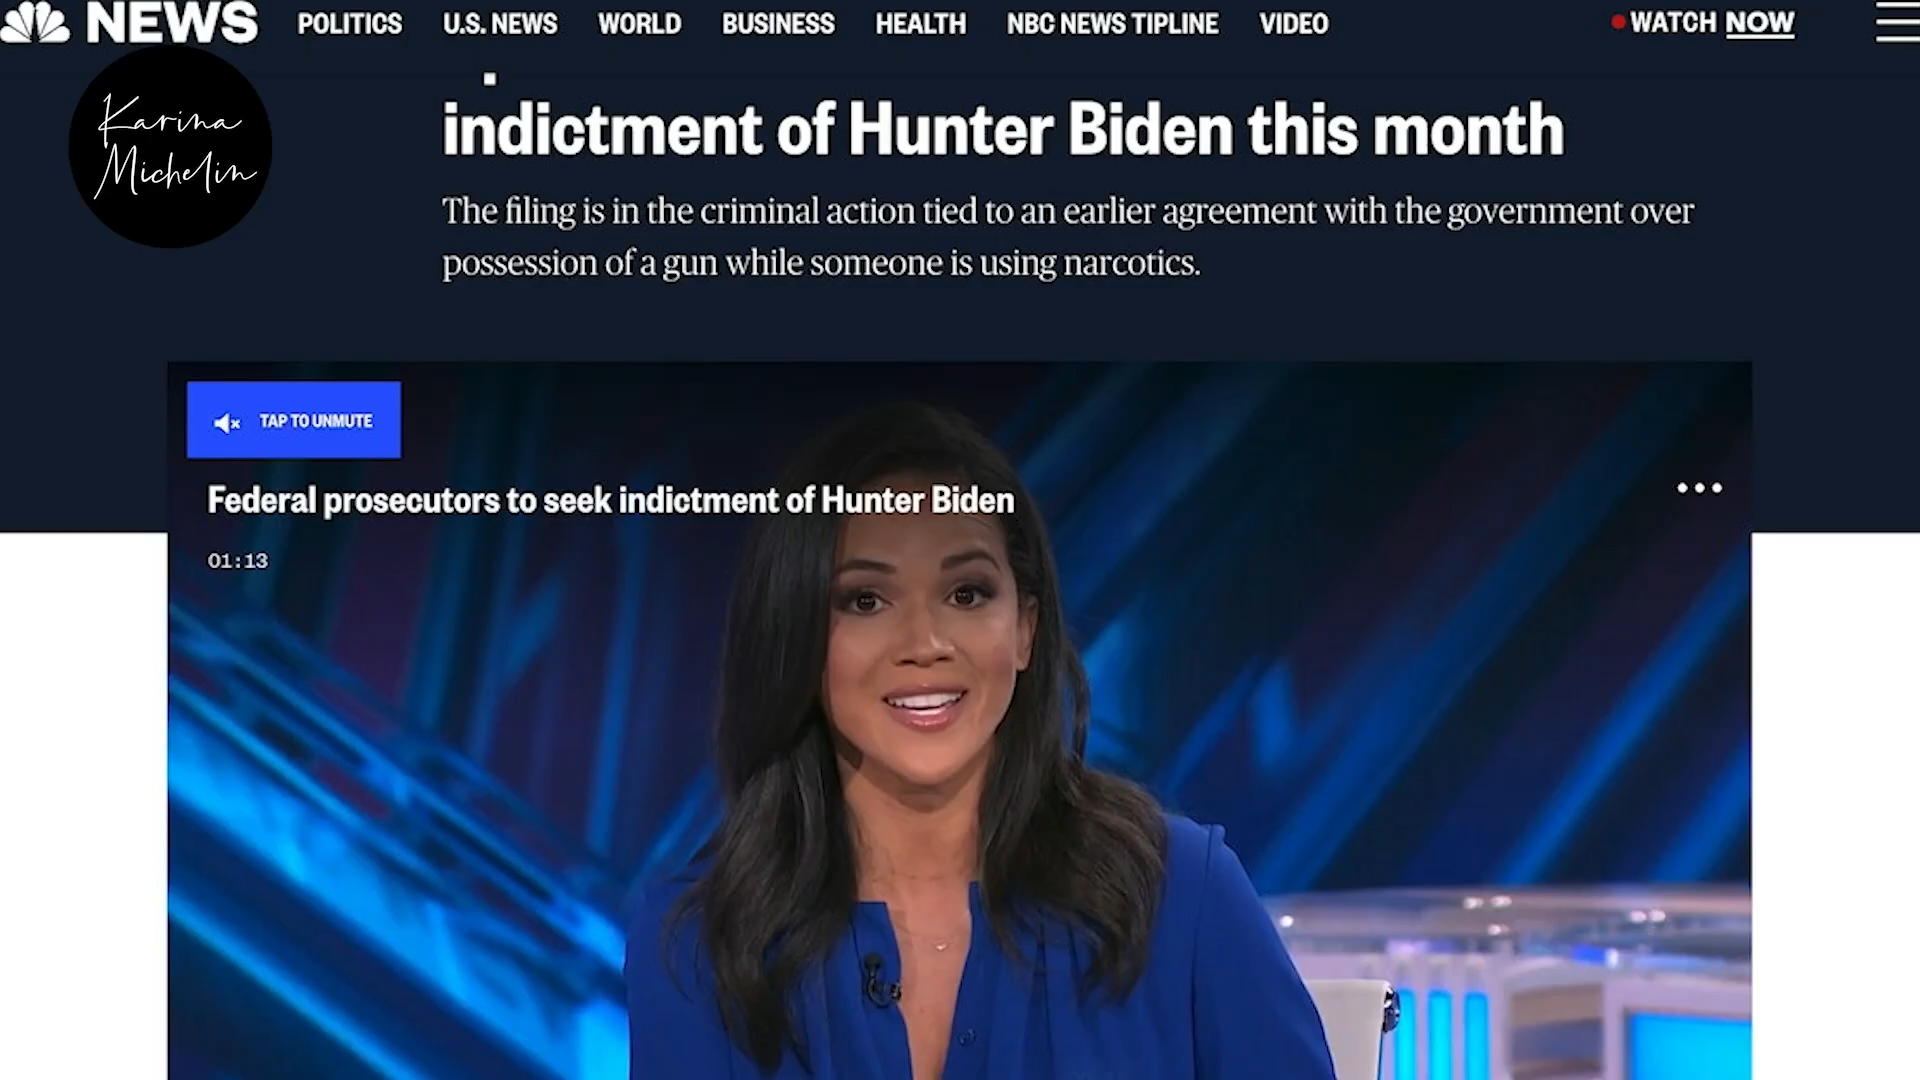 NEWS POLITICS U.S. NEWS WORLD BUSINESS HEALTH NBC NEWS TIPLINE VIDEO WATCH NOW
Karina
Michelin
indictment of Hunter Biden this month
The filing is in the criminal action tied to an earlier agreement with the government over
possession of a gun while someone is using narcotics.
TAP TO UNMUTE
Federal prosecutors to seek indictment of Hunter Biden
01:13